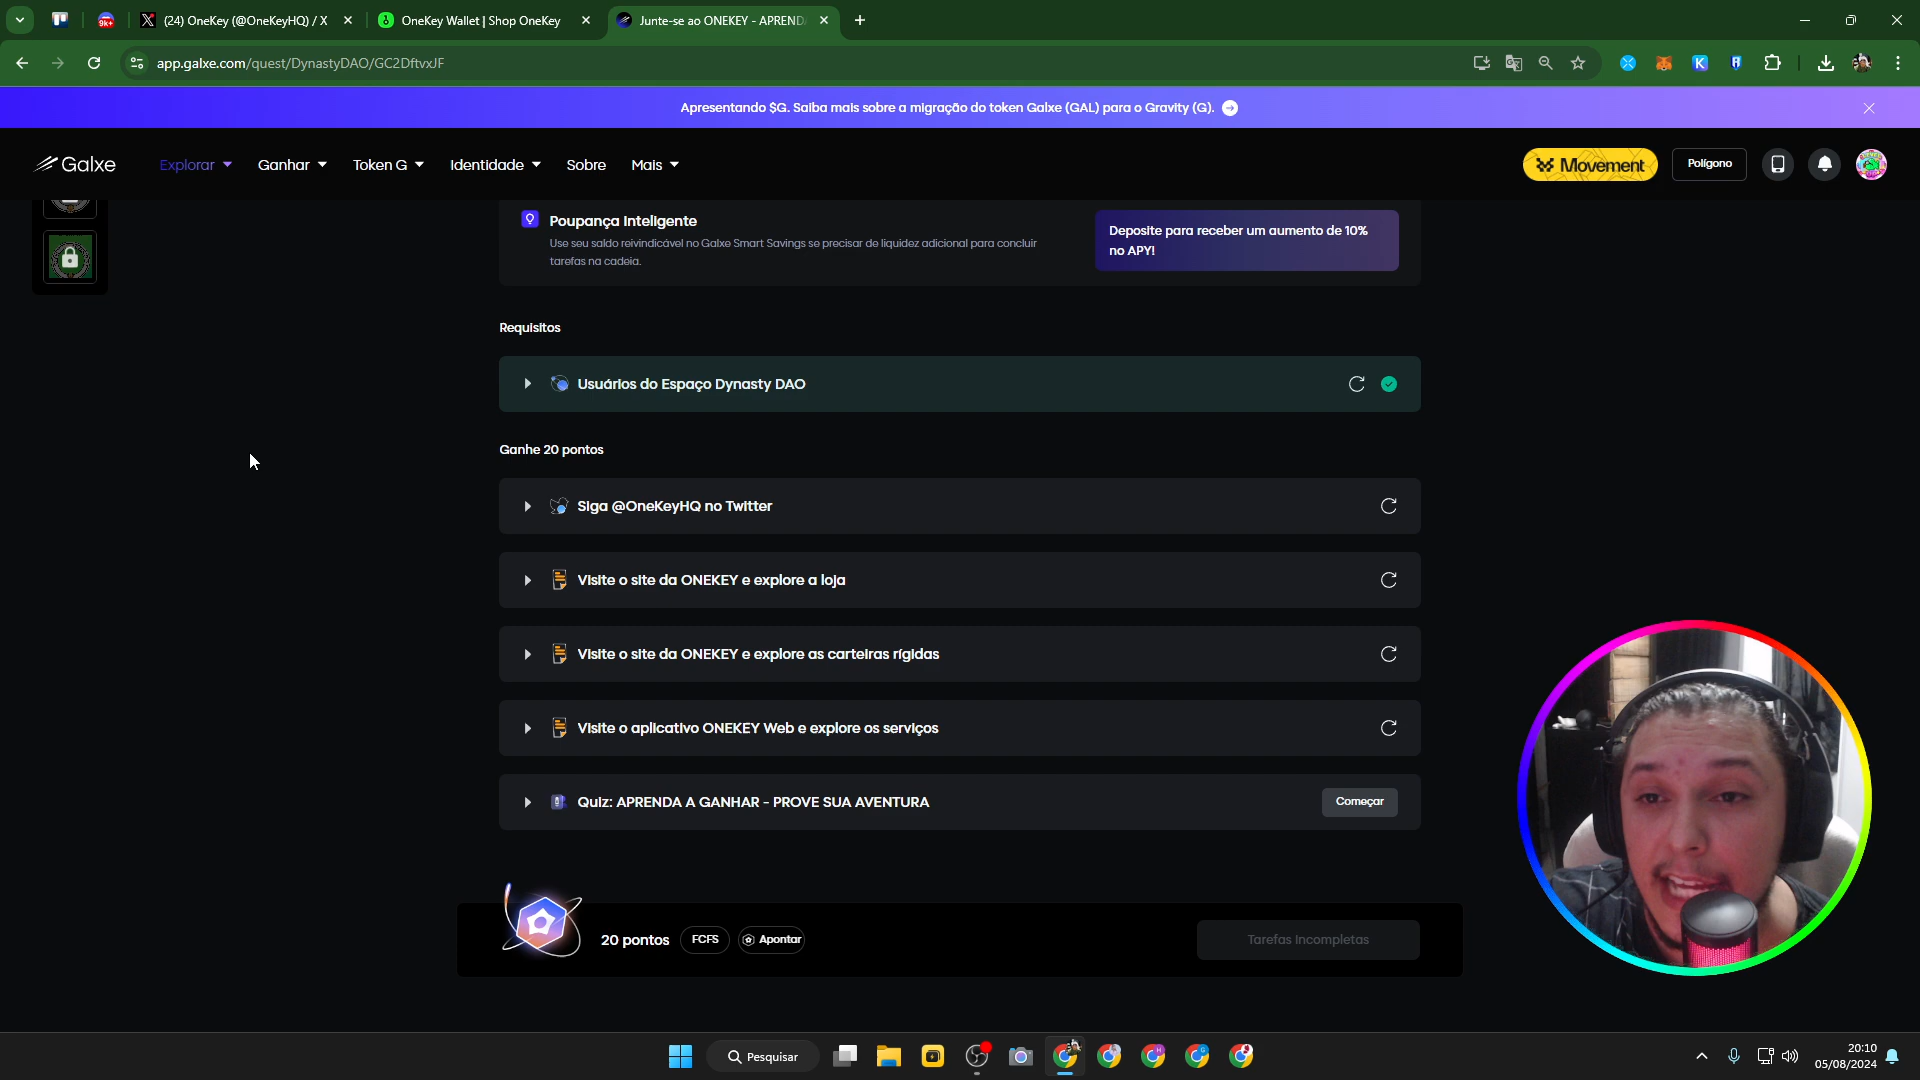 9k+
(24) OneKey (@OneKeyHQ) / X
OneKey Wallet | Shop OneKey
Junte-se ao ONEKEY - APREND
app.galxe.com/quest/DynastyDAO/GC2DftvxJF
Apresentando $G. Saiba mais sobre a migração do token Galxe (GAL) para o Gravity (G).
Galxe
Explorar
Ganhar
Token G
Identidade
Sobre
Mais
Movement
Polígono
Poupança Inteligente
Use seu saldo reivindicável no Galxe Smart Savings se precisar de liquidez adicional para concluir
tarefas na cadeia.
Deposite para receber um aumento de 10%
no APY!
Requisitos
Usuários do Espaço Dynasty DAO
Ganhe 20 pontos
Siga @OneKeyHQ no Twitter
Visite o site da ONEKEY e explore a loja
Visite o site da ONEKEY e explore as carteiras rígidas
Visite o aplicativo ONEKEY Web e explore os serviços
Quiz: APRENDA A GANHAR - PROVE SUA AVENTURA
Começar
20 pontos
FCFS
Apontar
Tarefas Incompletas
Pesquisar
20:10
05/08/2024